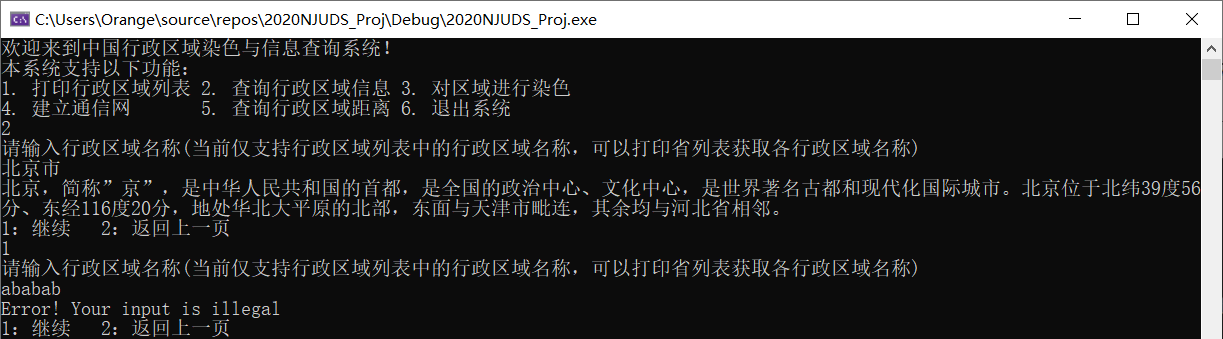 C:\Users\Orange\source\repos\2020NJUDS_Proj\Debug\2020NJUDS_Proj.exe
欢迎来到中国行政区域染色与信息查询系统！
本系统支持以下功能：
1. 打印行政区域列表 2. 查询行政区域信息 3. 对区域进行染色
4. 建立通信网       5. 查询行政区域距离 6. 退出系统
2
请输入行政区域名称(当前仅支持行政区域列表中的行政区域名称，可以打印省列表获取各行政区域名称)
北京市
北京，简称”京”，是中华人民共和国的首都，是全国的政治中心、文化中心，是世界著名古都和现代化国际城市。北京位于北纬39度56
分、东经116度20分，地处华北大平原的北部，东面与天津市毗连，其余均与河北省相邻。
1：继续   2：返回上一页
1
请输入行政区域名称(当前仅支持行政区域列表中的行政区域名称，可以打印省列表获取各行政区域名称)
ababab
Error! Your input is illegal
1：继续   2：返回上一页